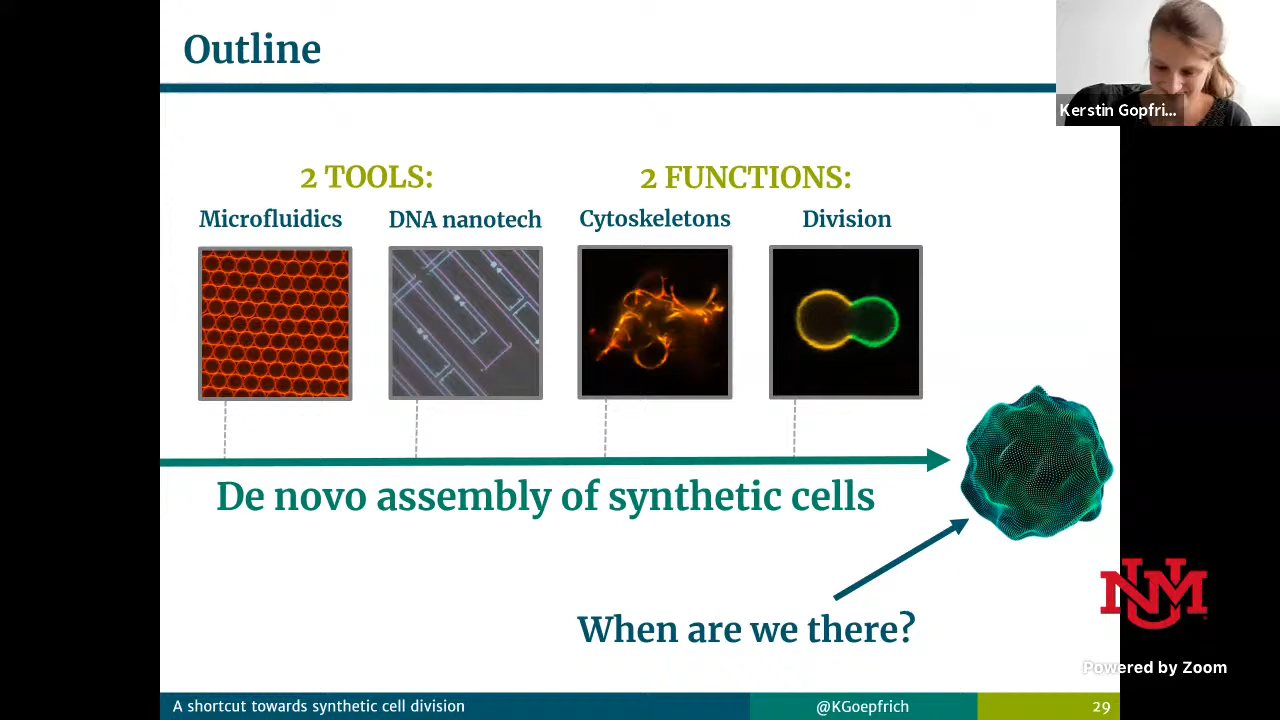 Outline
Kerstin Gopfri...
2 TOOLS:
2 FUNCTIONS:
Microfluidics
DNA nanotech
Cytoskeletons
Division
De novo assembly of synthetic cells
When are we there?
UNM
Powered by Zoom
A shortcut towards synthetic cell division
@KGoepfrich
29